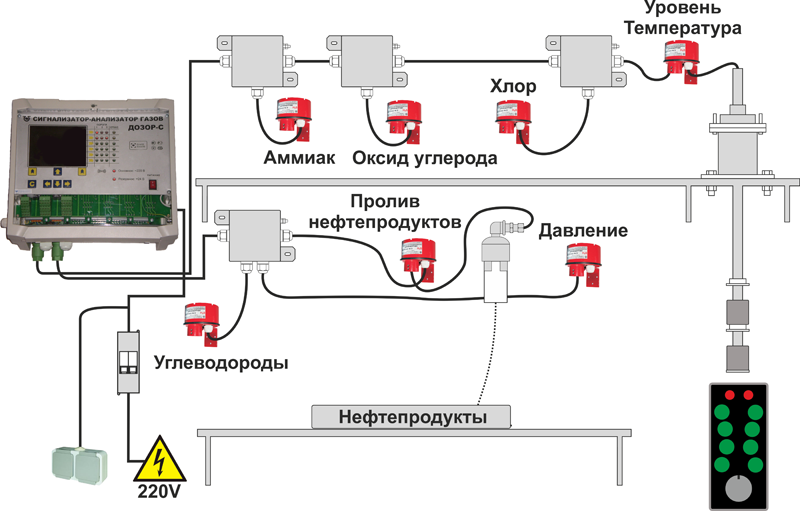 Уровень
Температура
СИГНАЛИЗАТОР-АНАЛИЗАТОР ГАЗОВ
ДОЗОР-С
Хлор
Аммиак
Оксид углерода
Пролив
нефтепродуктов
Давление
Углеводороды
Нефтепродукты
220V